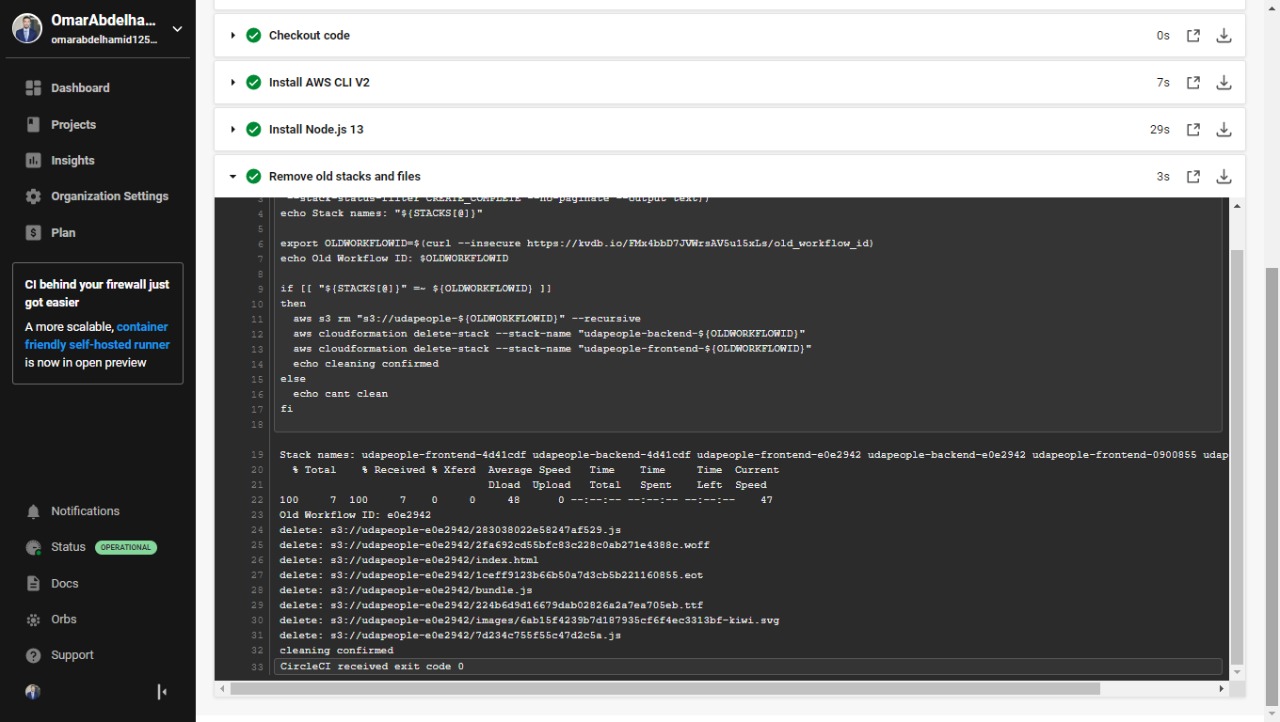 OmarAbdelha...
omarabdelhamid125...
Dashboard
Projects
Insights
Organization Settings
Plan
CI behind your firewall just
got easier
A more scalable, container
friendly self-hosted runner
is now in open preview
Notifications
Status OPERATIONAL
Docs
Orbs
Support
Checkout code 0s
Install AWS CLI V2 7s
Install Node.js 13 29s
Remove old stacks and files 3s
3 --stack-status-filter CREATE_COMPLETE --no-paginate --output text))
4 echo Stack names: "${STACKS[@]}"
5
6 export OLDWORKFLOWID=$(curl --insecure https://kvdb.io/FMx4bbD7JVWrsAV5u15xLs/old_workflow_id)
7 echo Old Workflow ID: $OLDWORKFLOWID
8
9 if [[ "${STACKS[@]}" =~ ${OLDWORKFLOWID} ]]
10 then
11 aws s3 rm "s3://udapeople-${OLDWORKFLOWID}" --recursive
12 aws cloudformation delete-stack --stack-name "udapeople-backend-${OLDWORKFLOWID}"
13 aws cloudformation delete-stack --stack-name "udapeople-frontend-${OLDWORKFLOWID}"
14 echo cleaning confirmed
15 else
16 echo cant clean
17 fi
18
19 Stack names: udapeople-frontend-4d41cdf udapeople-backend-4d41cdf udapeople-frontend-e0e2942 udapeople-backend-e0e2942 udapeople-frontend-0900855 udap
20 % Total % Received % Xferd Average Speed Time Time Time Current
21 Dload Upload Total Spent Left Speed
22 100 7 100 7 0 0 48 0 --:--:-- --:--:-- --:--:-- 47
23 Old Workflow ID: e0e2942
24 delete: s3://udapeople-e0e2942/283038022e58247af529.js
25 delete: s3://udapeople-e0e2942/2fa692cd55bfc83c228c0ab271e4388c.woff
26 delete: s3://udapeople-e0e2942/index.html
27 delete: s3://udapeople-e0e2942/1ceff9123b66b50a7d3cb5b221160855.eot
28 delete: s3://udapeople-e0e2942/bundle.js
29 delete: s3://udapeople-e0e2942/224b6d9d16679dab02826a2a7ea705eb.ttf
30 delete: s3://udapeople-e0e2942/images/6ab15f4239b7d187935cf6f4ec3313bf-kiwi.svg
31 delete: s3://udapeople-e0e2942/7d234c755f55c47d2c5a.js
32 cleaning confirmed
33 CircleCI received exit code 0